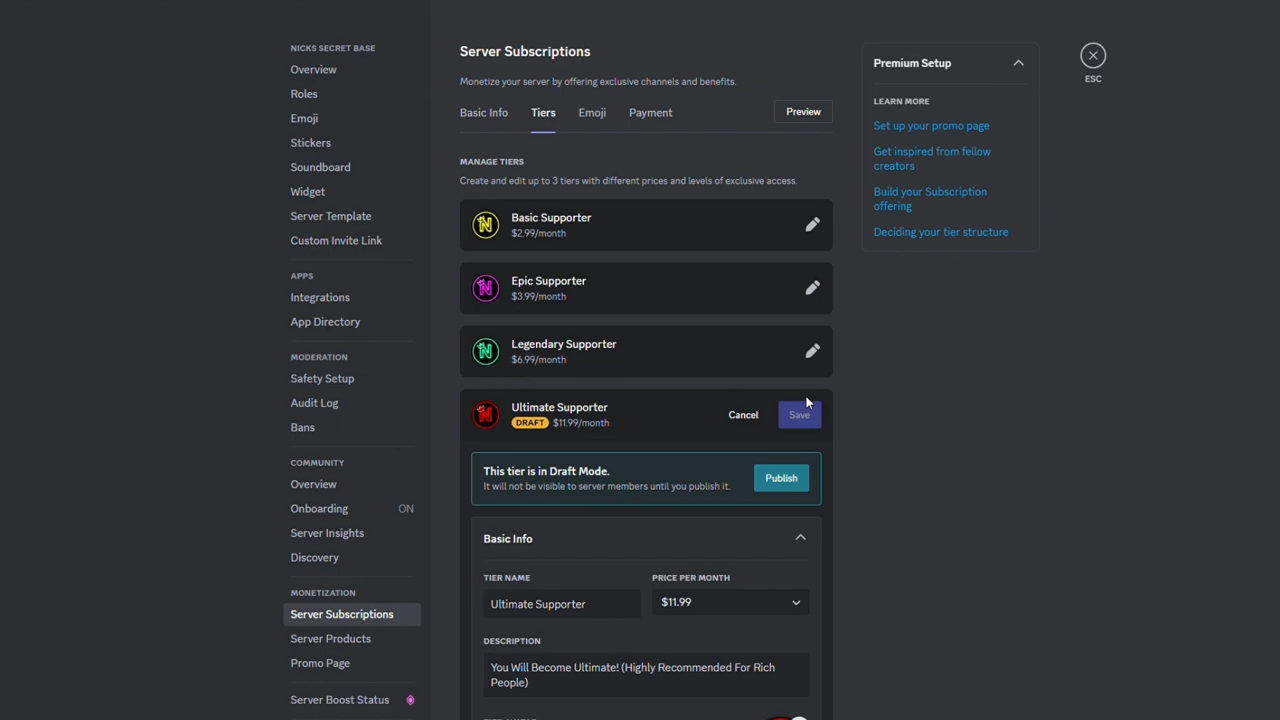 NICKS SECRET BASE
Overview
Roles
Emoji
Stickers
Soundboard
Widget
Server Template
Custom Invite Link
APPS
Integrations
App Directory
MODERATION
Safety Setup
Audit Log
Bans
COMMUNITY
Overview
Onboarding ON
Server Insights
Discovery
MONETIZATION
Server Subscriptions
Server Products
Promo Page
Server Boost Status
Server Subscriptions
Monetize your server by offering exclusive channels and benefits.
Basic Info Tiers Emoji Payment Preview
MANAGE TIERS
Create and edit up to 3 tiers with different prices and levels of exclusive access.
Basic Supporter
$2.99/month
Epic Supporter
$3.99/month
Legendary Supporter
$6.99/month
Ultimate Supporter
DRAFT $11.99/month
Cancel Save
This tier is in Draft Mode.
It will not be visible to server members until you publish it.
Publish
Basic Info
TIER NAME PRICE PER MONTH
Ultimate Supporter $11.99
DESCRIPTION
You Will Become Ultimate! (Highly Recommended For Rich
People)
Premium Setup
LEARN MORE
Set up your promo page
Get inspired from fellow
creators
Build your Subscription
offering
Deciding your tier structure
ESC